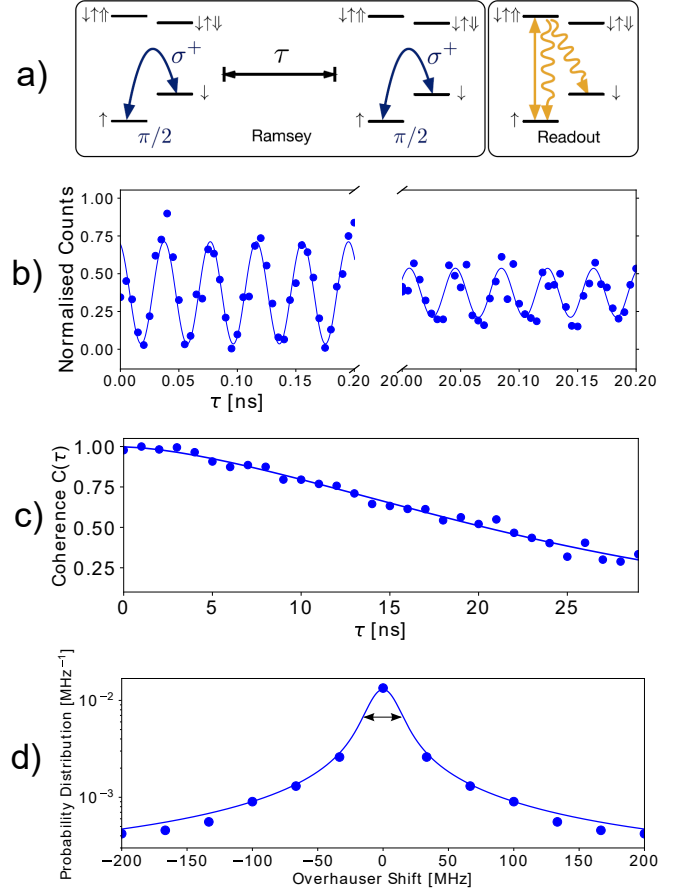 a)
↓↑⇑ ↓↑⇓ ↓↑⇑ ↓↑⇓ ↓↑⇑ ↓↑⇓
σ⁺ τ σ⁺
↓ ↓ ↓
↑ ↑ ↑
π/2 Ramsey π/2 Readout
b)
Normalised Counts
1.00
0.75
0.50
0.25
0.00
0.00 0.05 0.10 0.15 0.20 20.00 20.05 20.10 20.15 20.20
τ [ns]
c)
Coherence C(τ)
1.00
0.75
0.50
0.25
0 5 10 15 20 25
τ [ns]
d)
Probability Distribution [MHz⁻¹]
10⁻²
10⁻³
−200 −150 −100 −50 0 50 100 150 200
Overhauser Shift [MHz]